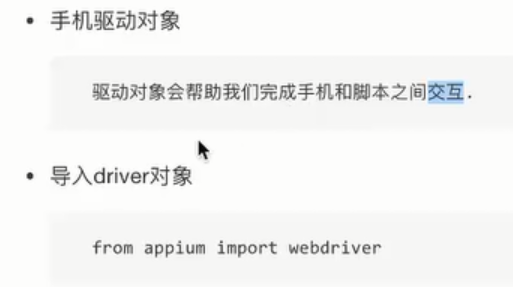 手机驱动对象
驱动对象会帮助我们完成手机和脚本之间交互.
导入driver对象
from appium import webdriver